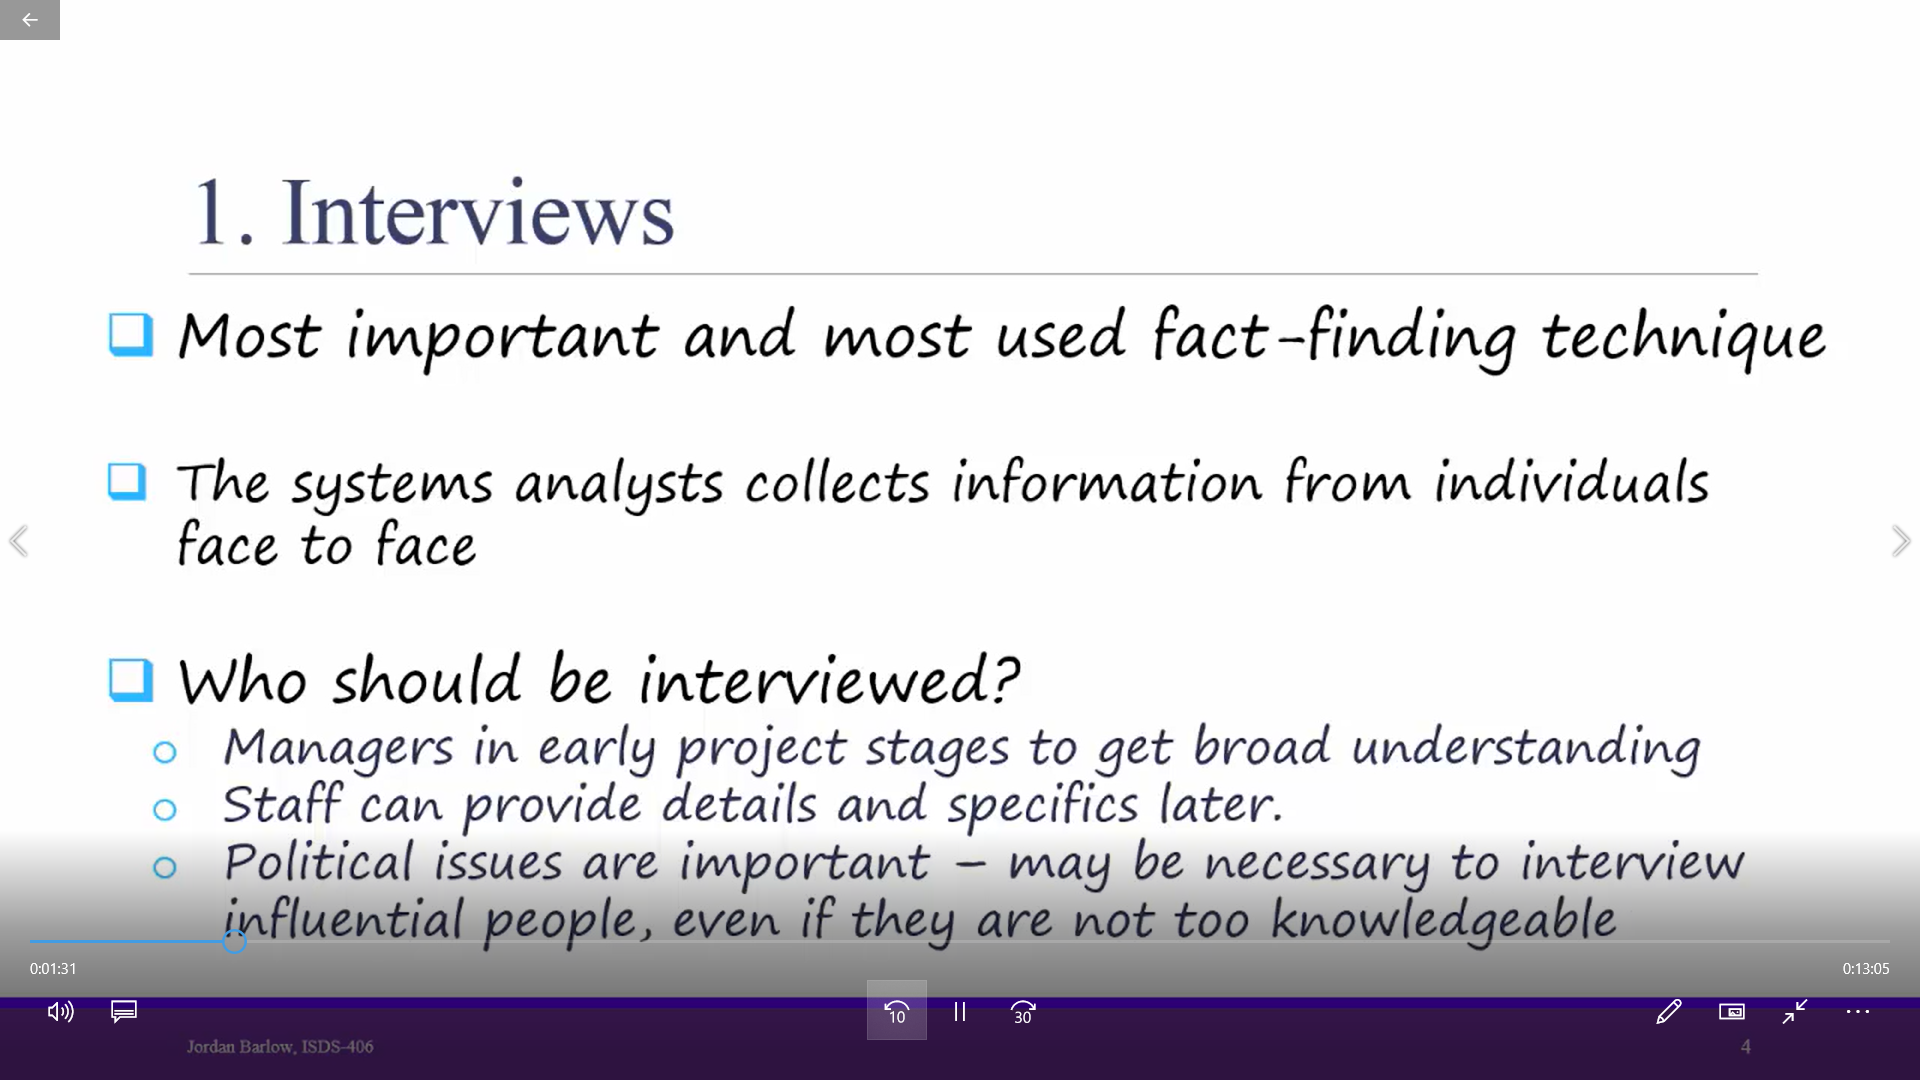 1. Interviews
Most important and most used fact-finding technique
The systems analysts collects information from individuals
face to face
Who should be interviewed?
Managers in early project stages to get broad understanding
Staff can provide details and specifics later.
Political issues are important – may be necessary to interview
influential people, even if they are not too knowledgeable
0:01:31
0:13:05
10
30
Jordan Barlow, ISDS-406
4